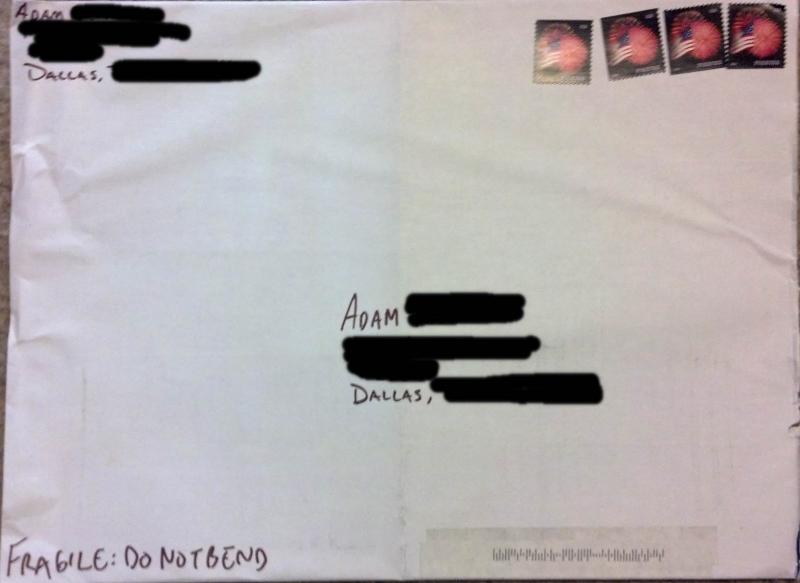 Adam
Dallas,
Adam
Dallas,
Fragile: Do Not Bend